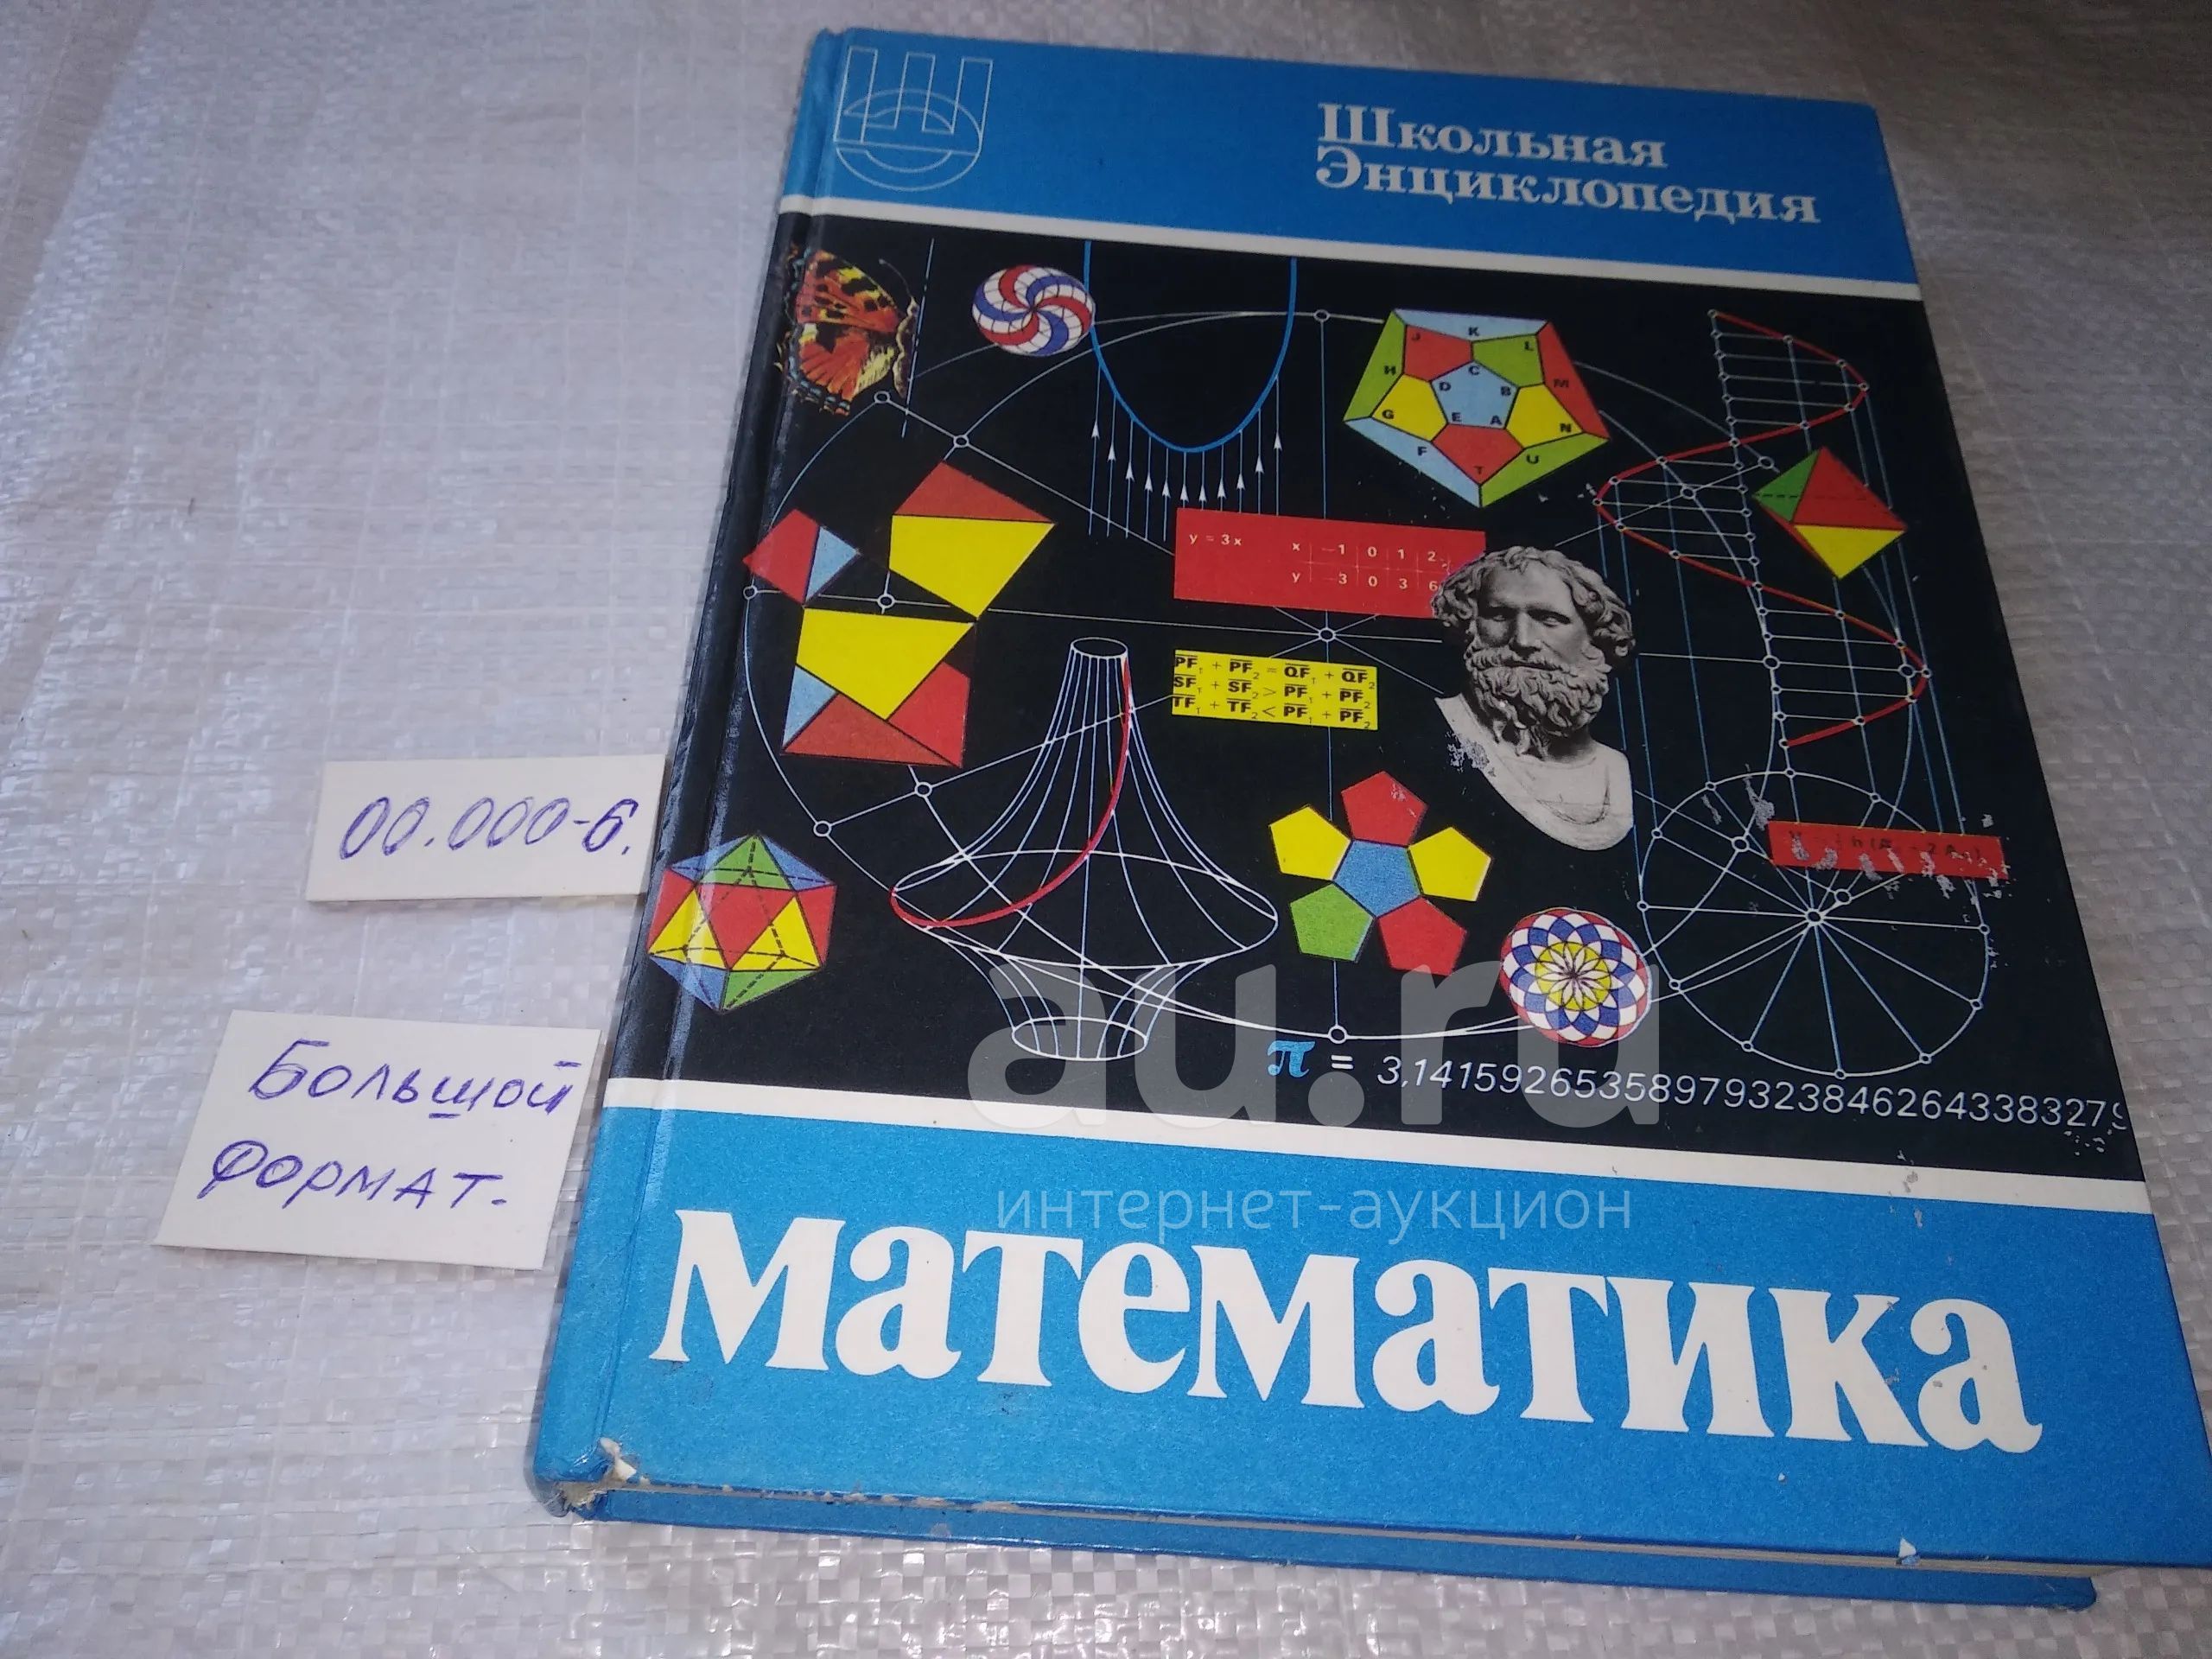 Школьная
Энциклопедия
K
J
L
H
C
M
D
B
G
E
A
N
F
T
U
y = 3x
x -1 0 1 2
y -3 0 3 6
PF₁ + PF₂ = QF₁ + QF₂
SF₁ + SF₂ > PF₁ + PF₂
TF₁ + TF₂ < PF₁ + PF₂
00.000-6.
Большой
формат.
π = 3,141592653589793238462643383279
au.ru
интернет-аукцион
математика